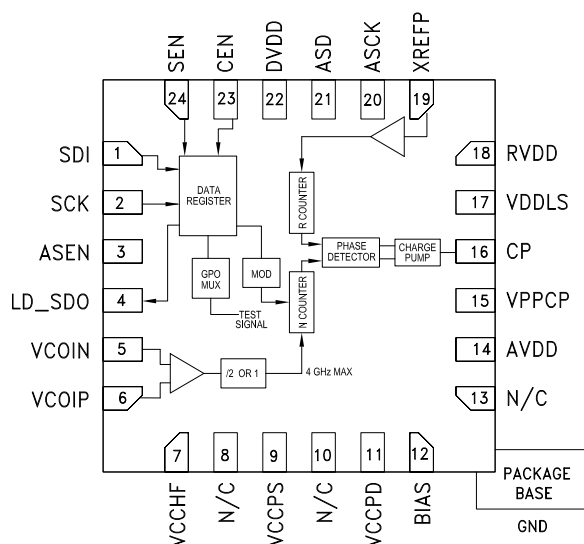 SEN
CEN
DVDD
ASD
ASCK
XREFP
24
23
22
21
20
19
SDI 1
SCK 2
ASEN 3
LD_SDO 4
VCOIN 5
VCOIP 6
DATA
REGISTER
GPO
MUX
MOD
TEST
SIGNAL
R COUNTER
N COUNTER
PHASE
DETECTOR
CHARGE
PUMP
/2 OR 1
4 GHz MAX
18 RVDD
17 VDDLS
16 CP
15 VPPCP
14 AVDD
13 N/C
7
8
9
10
11
12
VCCHF
N/C
VCCPS
N/C
VCCPD
BIAS
PACKAGE
BASE
GND